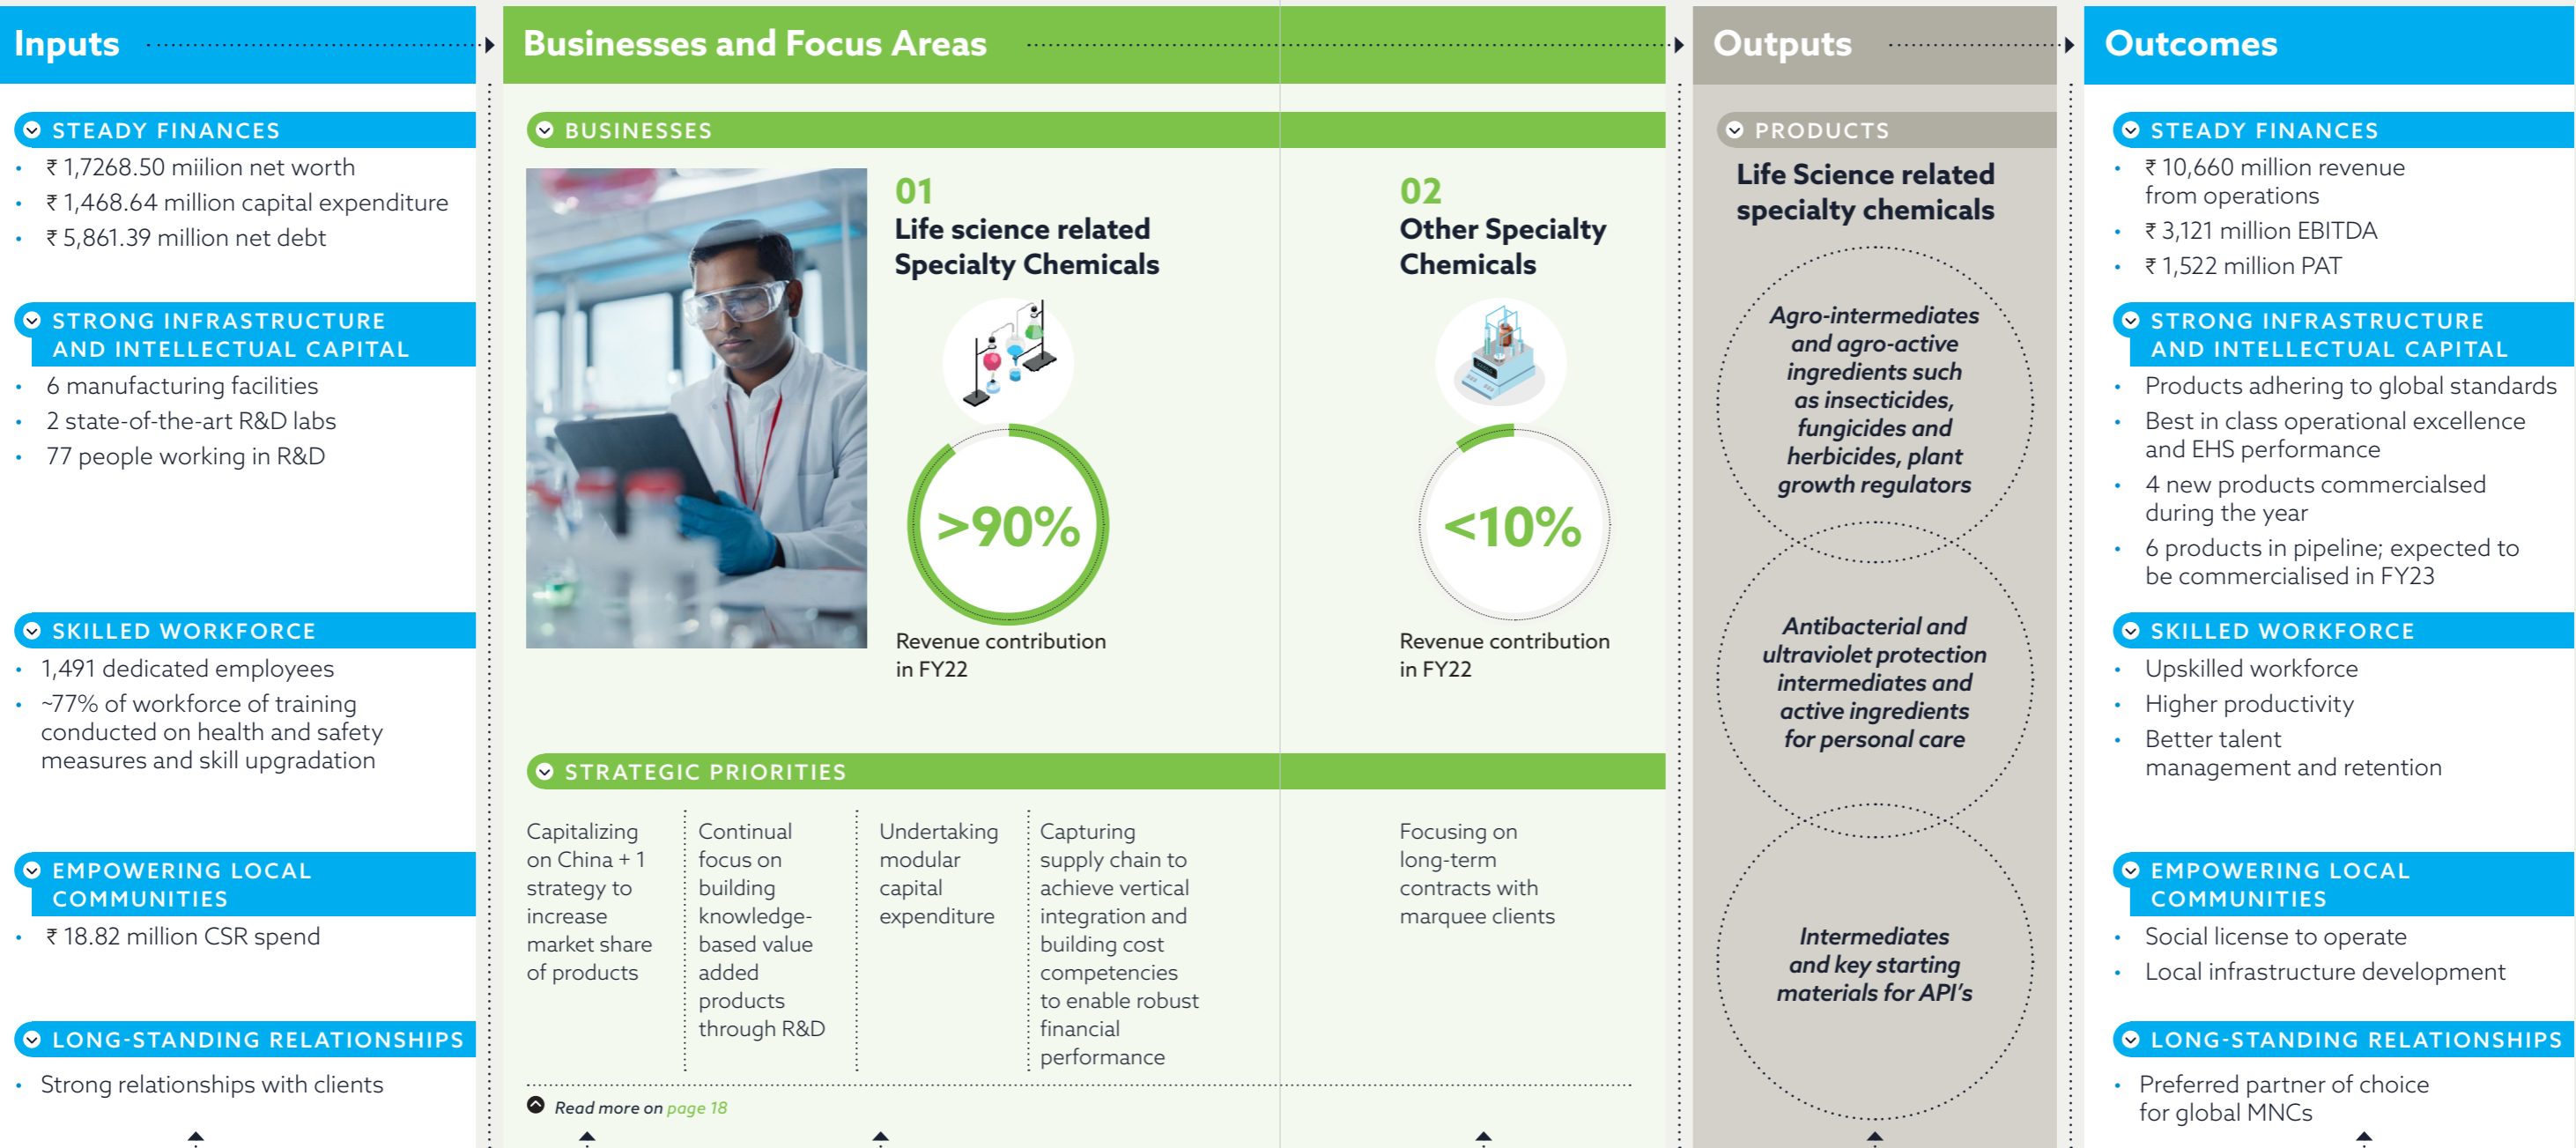 Inputs
STEADY FINANCES
• ₹ 1,7268.50 miilion net worth
• ₹ 1,468.64 million capital expenditure
• ₹ 5,861.39 million net debt
STRONG INFRASTRUCTURE
AND INTELLECTUAL CAPITAL
• 6 manufacturing facilities
• 2 state-of-the-art R&D labs
• 77 people working in R&D
SKILLED WORKFORCE
• 1,491 dedicated employees
• ~77% of workforce of training
conducted on health and safety
measures and skill upgradation
EMPOWERING LOCAL
COMMUNITIES
• ₹ 18.82 million CSR spend
LONG-STANDING RELATIONSHIPS
• Strong relationships with clients
Businesses and Focus Areas
BUSINESSES
01
Life science related
Specialty Chemicals
>90%
Revenue contribution
in FY22
02
Other Specialty
Chemicals
<10%
Revenue contribution
in FY22
STRATEGIC PRIORITIES
Capitalizing
on China + 1
strategy to
increase
market share
of products
Continual
focus on
building
knowledge-
based value
added
products
through R&D
Undertaking
modular
capital
expenditure
Capturing
supply chain to
achieve vertical
integration and
building cost
competencies
to enable robust
financial
performance
Focusing on
long-term
contracts with
marquee clients
Read more on page 18
Outputs
PRODUCTS
Life Science related
specialty chemicals
Agro-intermediates
and agro-active
ingredients such
as insecticides,
fungicides and
herbicides, plant
growth regulators
Antibacterial and
ultraviolet protection
intermediates and
active ingredients
for personal care
Intermediates
and key starting
materials for API's
Outcomes
STEADY FINANCES
• ₹ 10,660 million revenue
from operations
• ₹ 3,121 million EBITDA
• ₹ 1,522 million PAT
STRONG INFRASTRUCTURE
AND INTELLECTUAL CAPITAL
• Products adhering to global standards
• Best in class operational excellence
and EHS performance
• 4 new products commercialsed
during the year
• 6 products in pipeline; expected to
be commercialised in FY23
SKILLED WORKFORCE
• Upskilled workforce
• Higher productivity
• Better talent
management and retention
EMPOWERING LOCAL
COMMUNITIES
• Social license to operate
• Local infrastructure development
LONG-STANDING RELATIONSHIPS
• Preferred partner of choice
for global MNCs